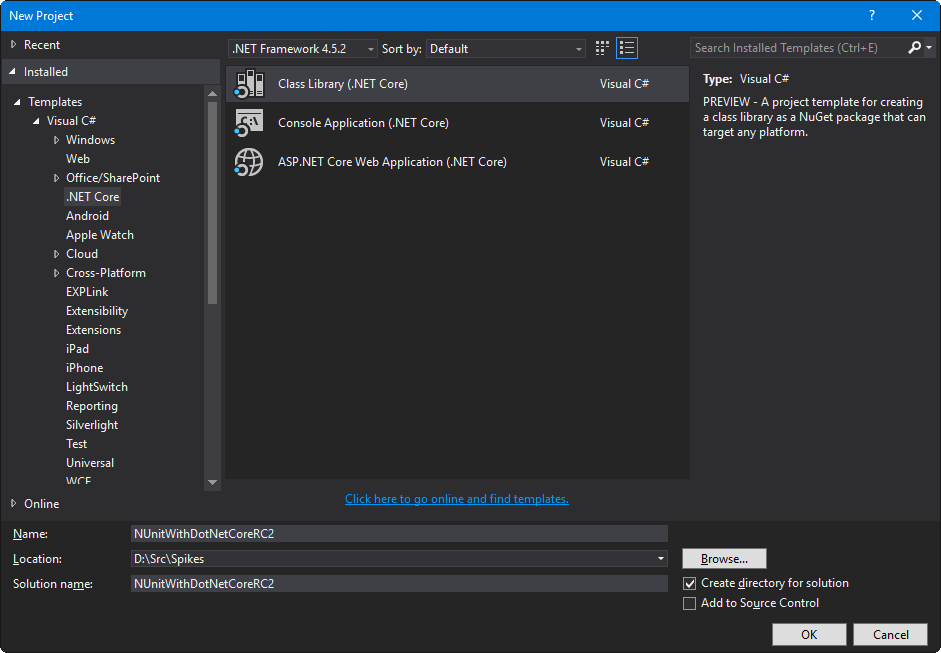 New Project
?
Recent
Installed
Templates
Visual C#
Windows
Web
Office/SharePoint
.NET Core
Android
Apple Watch
Cloud
Cross-Platform
EXPLink
Extensibility
Extensions
iPad
iPhone
LightSwitch
Reporting
Silverlight
Test
Universal
WCF
Online
.NET Framework 4.5.2 Sort by: Default
Class Library (.NET Core) Visual C#
C:\ Console Application (.NET Core) Visual C#
ASP.NET Core Web Application (.NET Core) Visual C#
Click here to go online and find templates.
Search Installed Templates (Ctrl+E)
Type: Visual C#
PREVIEW - A project template for creating
a class library as a NuGet package that can
target any platform.
Name: NUnitWithDotNetCoreRC2
Location: D:\Src\Spikes
Browse...
Solution name: NUnitWithDotNetCoreRC2
Create directory for solution
Add to Source Control
OK Cancel